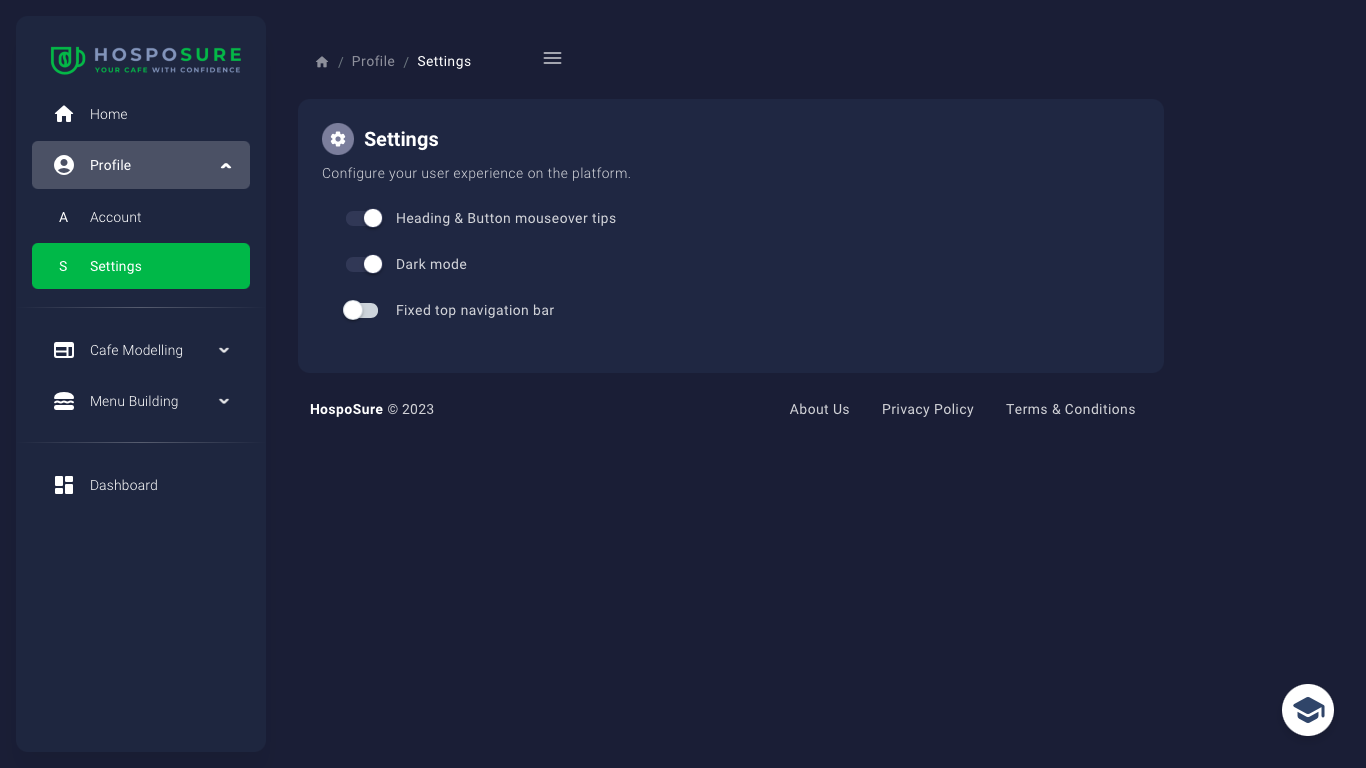 HOSPOSURE
YOUR CAFE WITH CONFIDENCE
Home
Profile
A Account
S Settings
Cafe Modelling
Menu Building
Dashboard
/ Profile / Settings
Settings
Configure your user experience on the platform.
Heading & Button mouseover tips
Dark mode
Fixed top navigation bar
HospoSure © 2023 About Us Privacy Policy Terms & Conditions